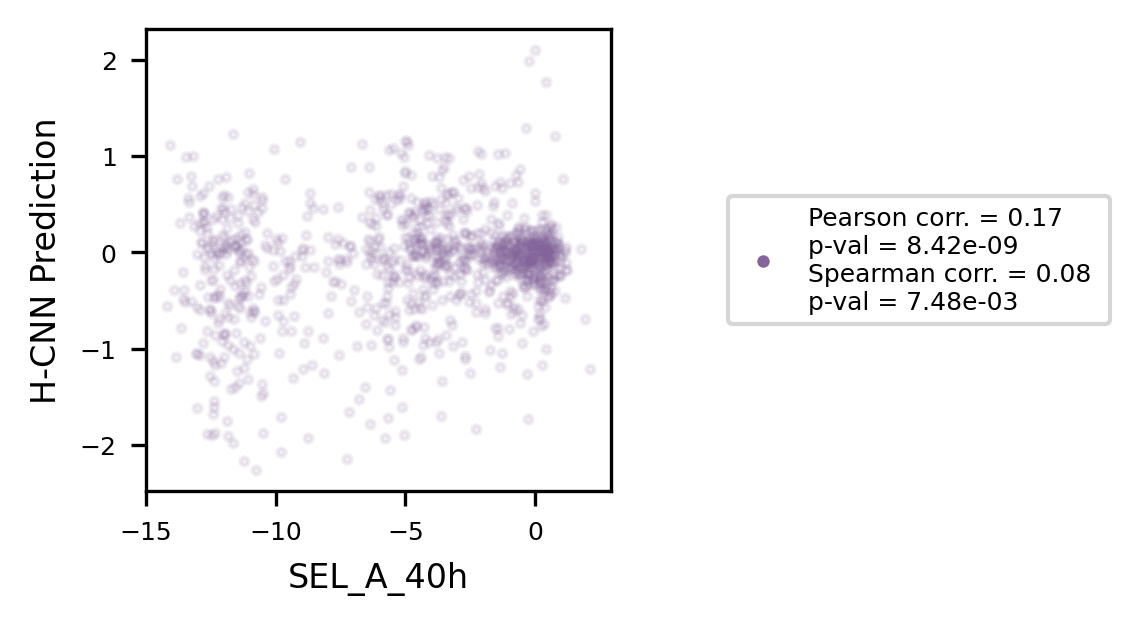 2
1
0
−1
−2
H-CNN Prediction
−15
−10
−5
0
SEL_A_40h
Pearson corr. = 0.17
p-val = 8.42e-09
Spearman corr. = 0.08
p-val = 7.48e-03